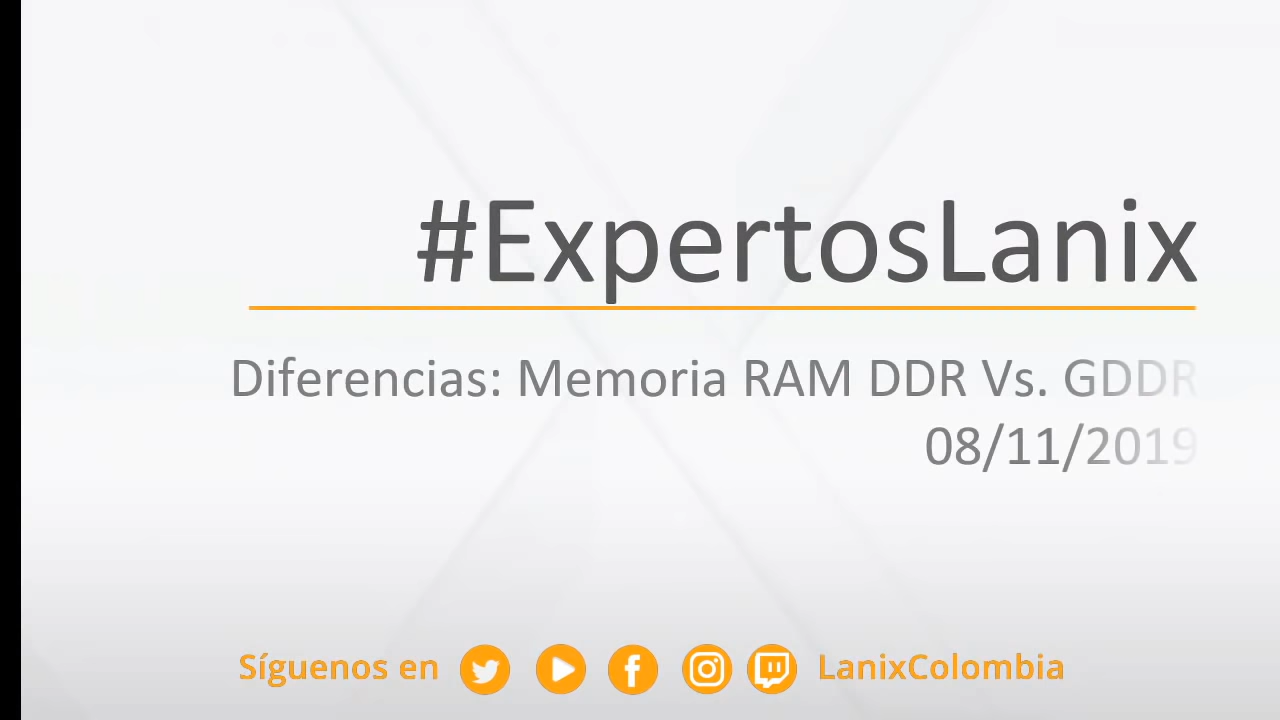 #ExpertosLanix
Diferencias: Memoria RAM DDR Vs. GDDR
08/11/2019
Síguenos en LanixColombia